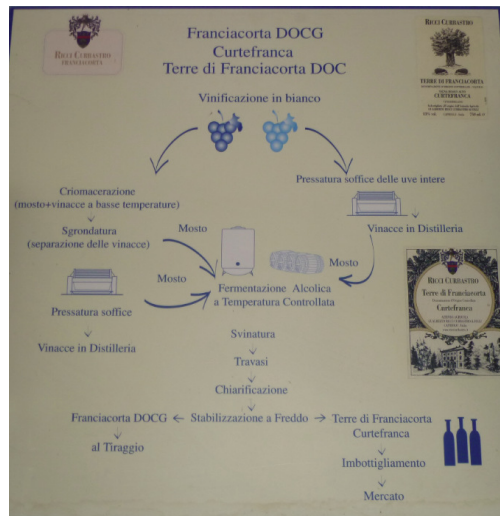 RICCI CURBASTRO
FRANCIACORTA
Franciacorta DOCG
Curtefranca
Terre di Franciacorta DOC
Vinificazione in bianco
RICCI CURBASTRO
TERRE DI FRANCIACORTA
CURTEFRANCA
Criomacerazione
(mosto+vinacce a basse temperature)
Sgrondatura
(separazione delle vinacce)
Mosto
Pressatura soffice delle uve intere
Vinacce in Distilleria
Mosto
Mosto
Pressatura soffice
Vinacce in Distilleria
Fermentazione Alcolica
a Temperatura Controllata
RICCI CURBASTRO
Terre di Franciacorta
Curtefranca
Svinatura
Travasi
Chiarificazione
Franciacorta DOCG
Stabilizzazione a Freddo
Terre di Franciacorta
Curtefranca
al Tiraggio
Imbottigliamento
Mercato